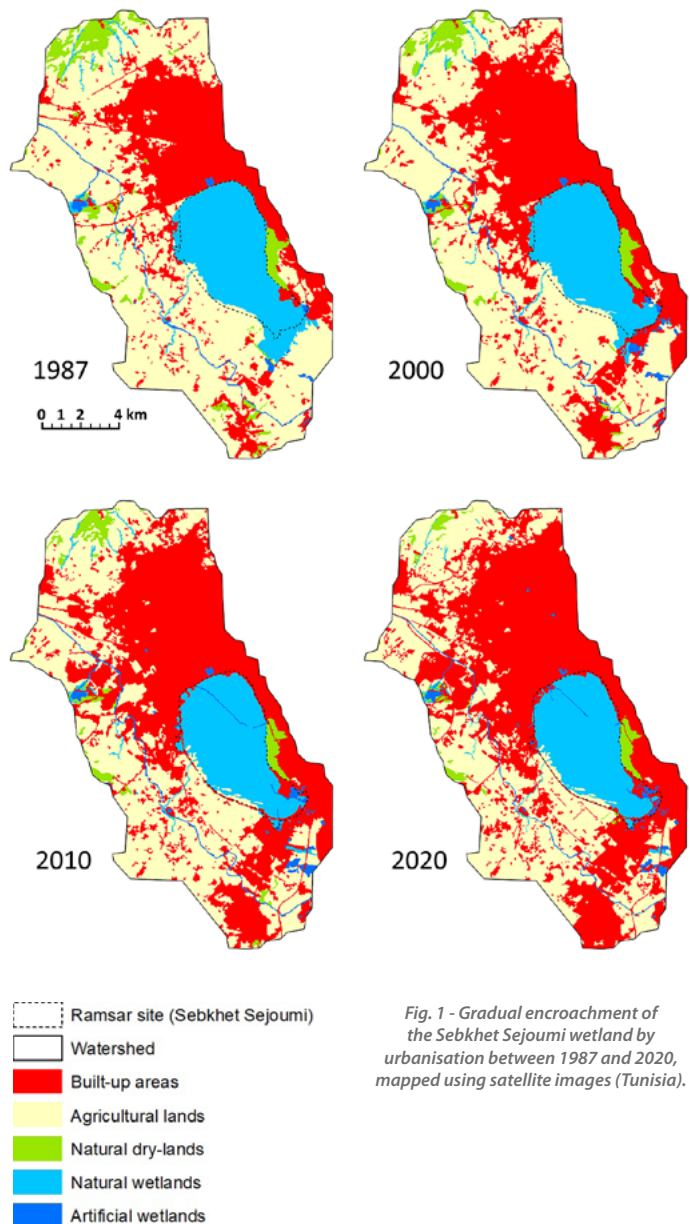 1987
0 1 2 4 km
2000
2010
2020
Ramsar site (Sebkhet Sejoumi)
Watershed
Built-up areas
Agricultural lands
Natural dry-lands
Natural wetlands
Artificial wetlands
Fig. 1 - Gradual encroachment of
the Sebkhet Sejoumi wetland by
urbanisation between 1987 and 2020,
mapped using satellite images (Tunisia).